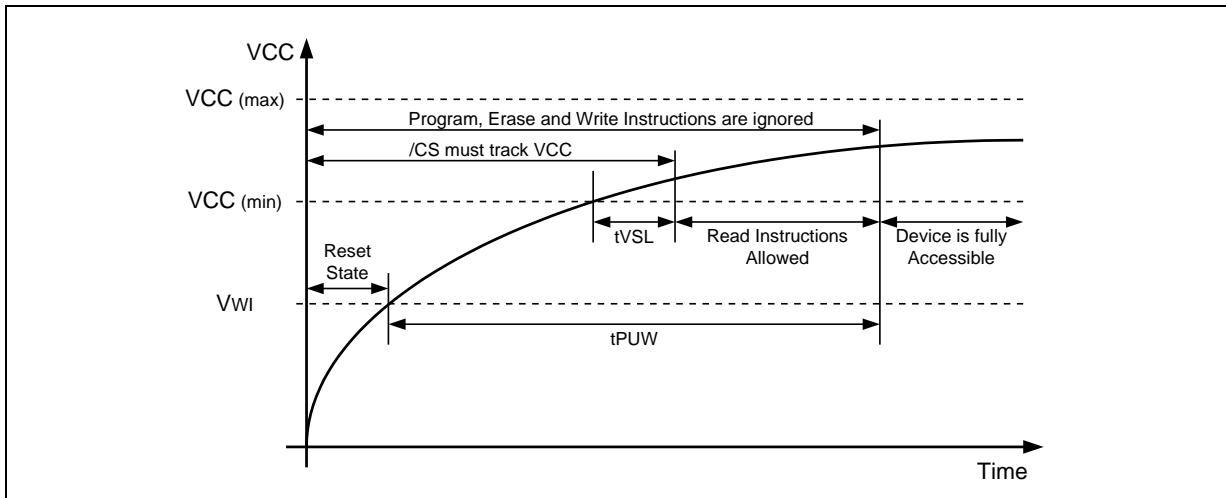 VCC
VCC (max)
Program, Erase and Write Instructions are ignored
/CS must track VCC
VCC (min)
tVSL
Read Instructions
Allowed
Device is fully
Accessible
Reset
State
VWI
tPUW
Time